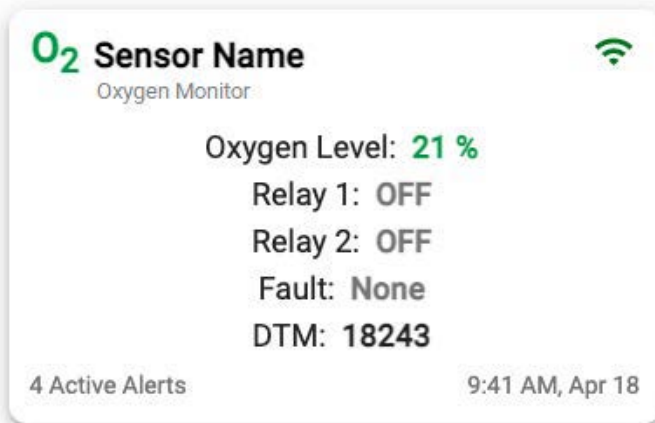 O2 Sensor Name
Oxygen Monitor
Oxygen Level: 21 %
Relay 1: OFF
Relay 2: OFF
Fault: None
DTM: 18243
4 Active Alerts 9:41 AM, Apr 18